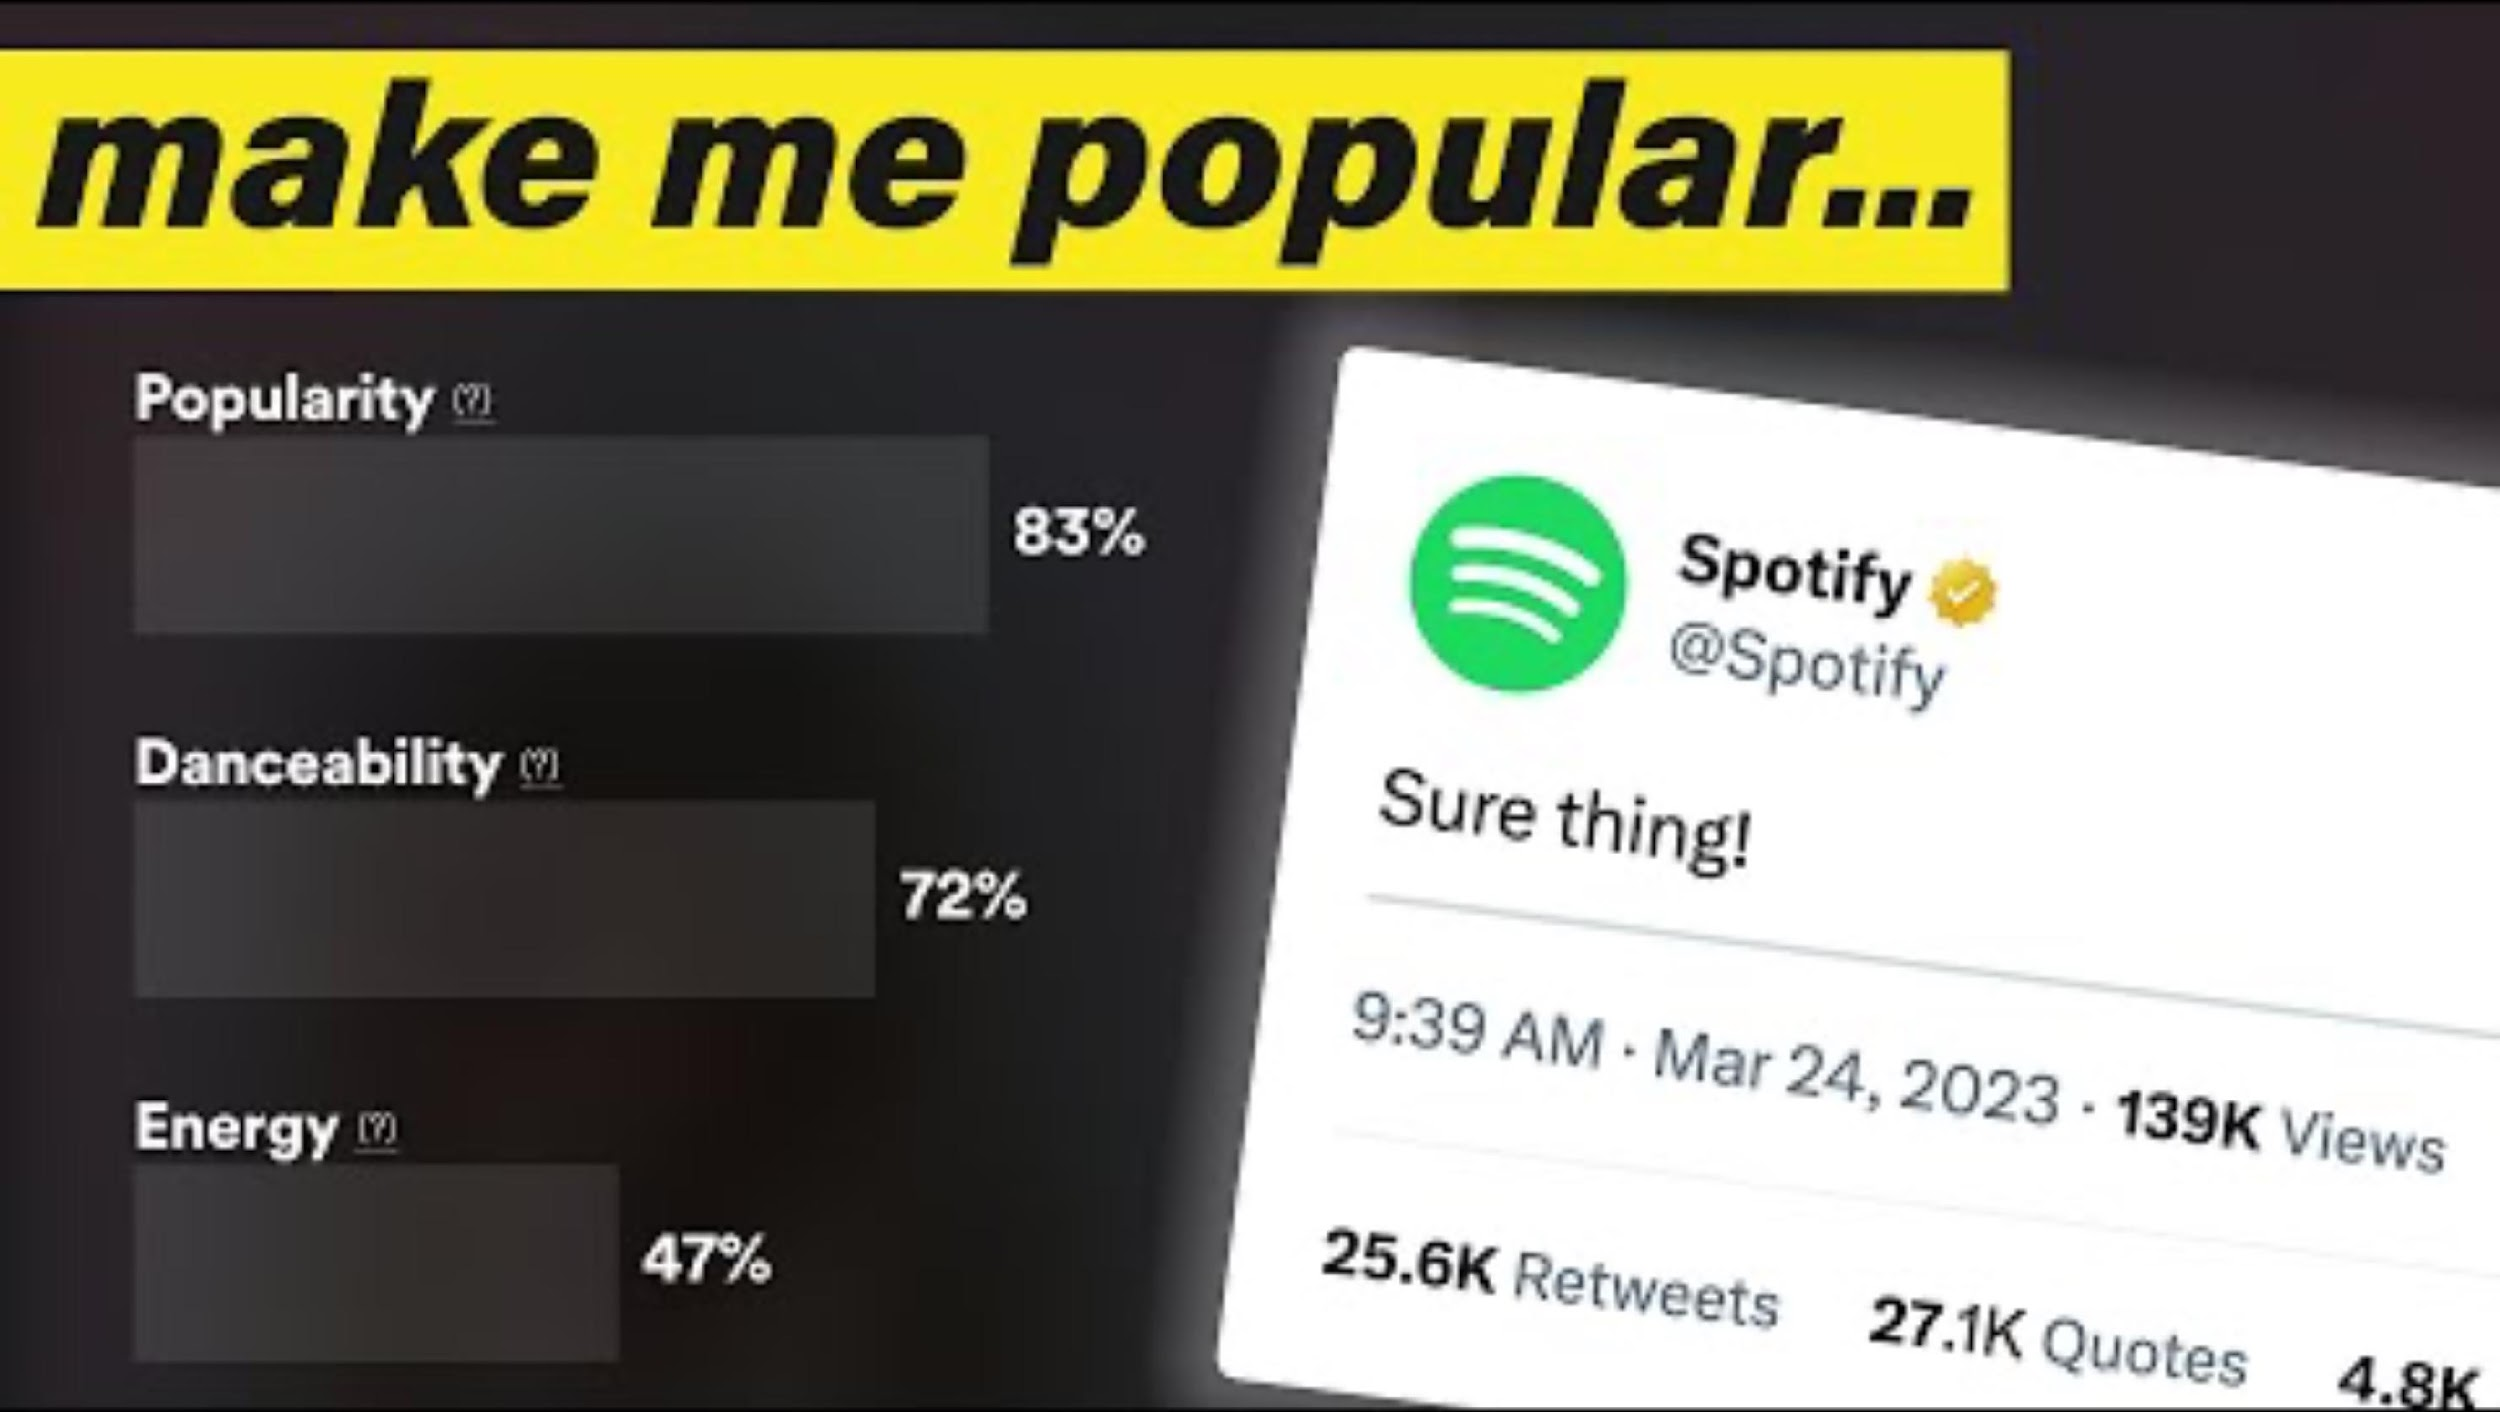 make me popular...
Popularity (?)
83%
Danceability (?)
72%
Energy (?)
47%
Spotify
@Spotify
Sure thing!
9:39 AM · Mar 24, 2023 · 139K Views
25.6K Retweets 27.1K Quotes 4.8K